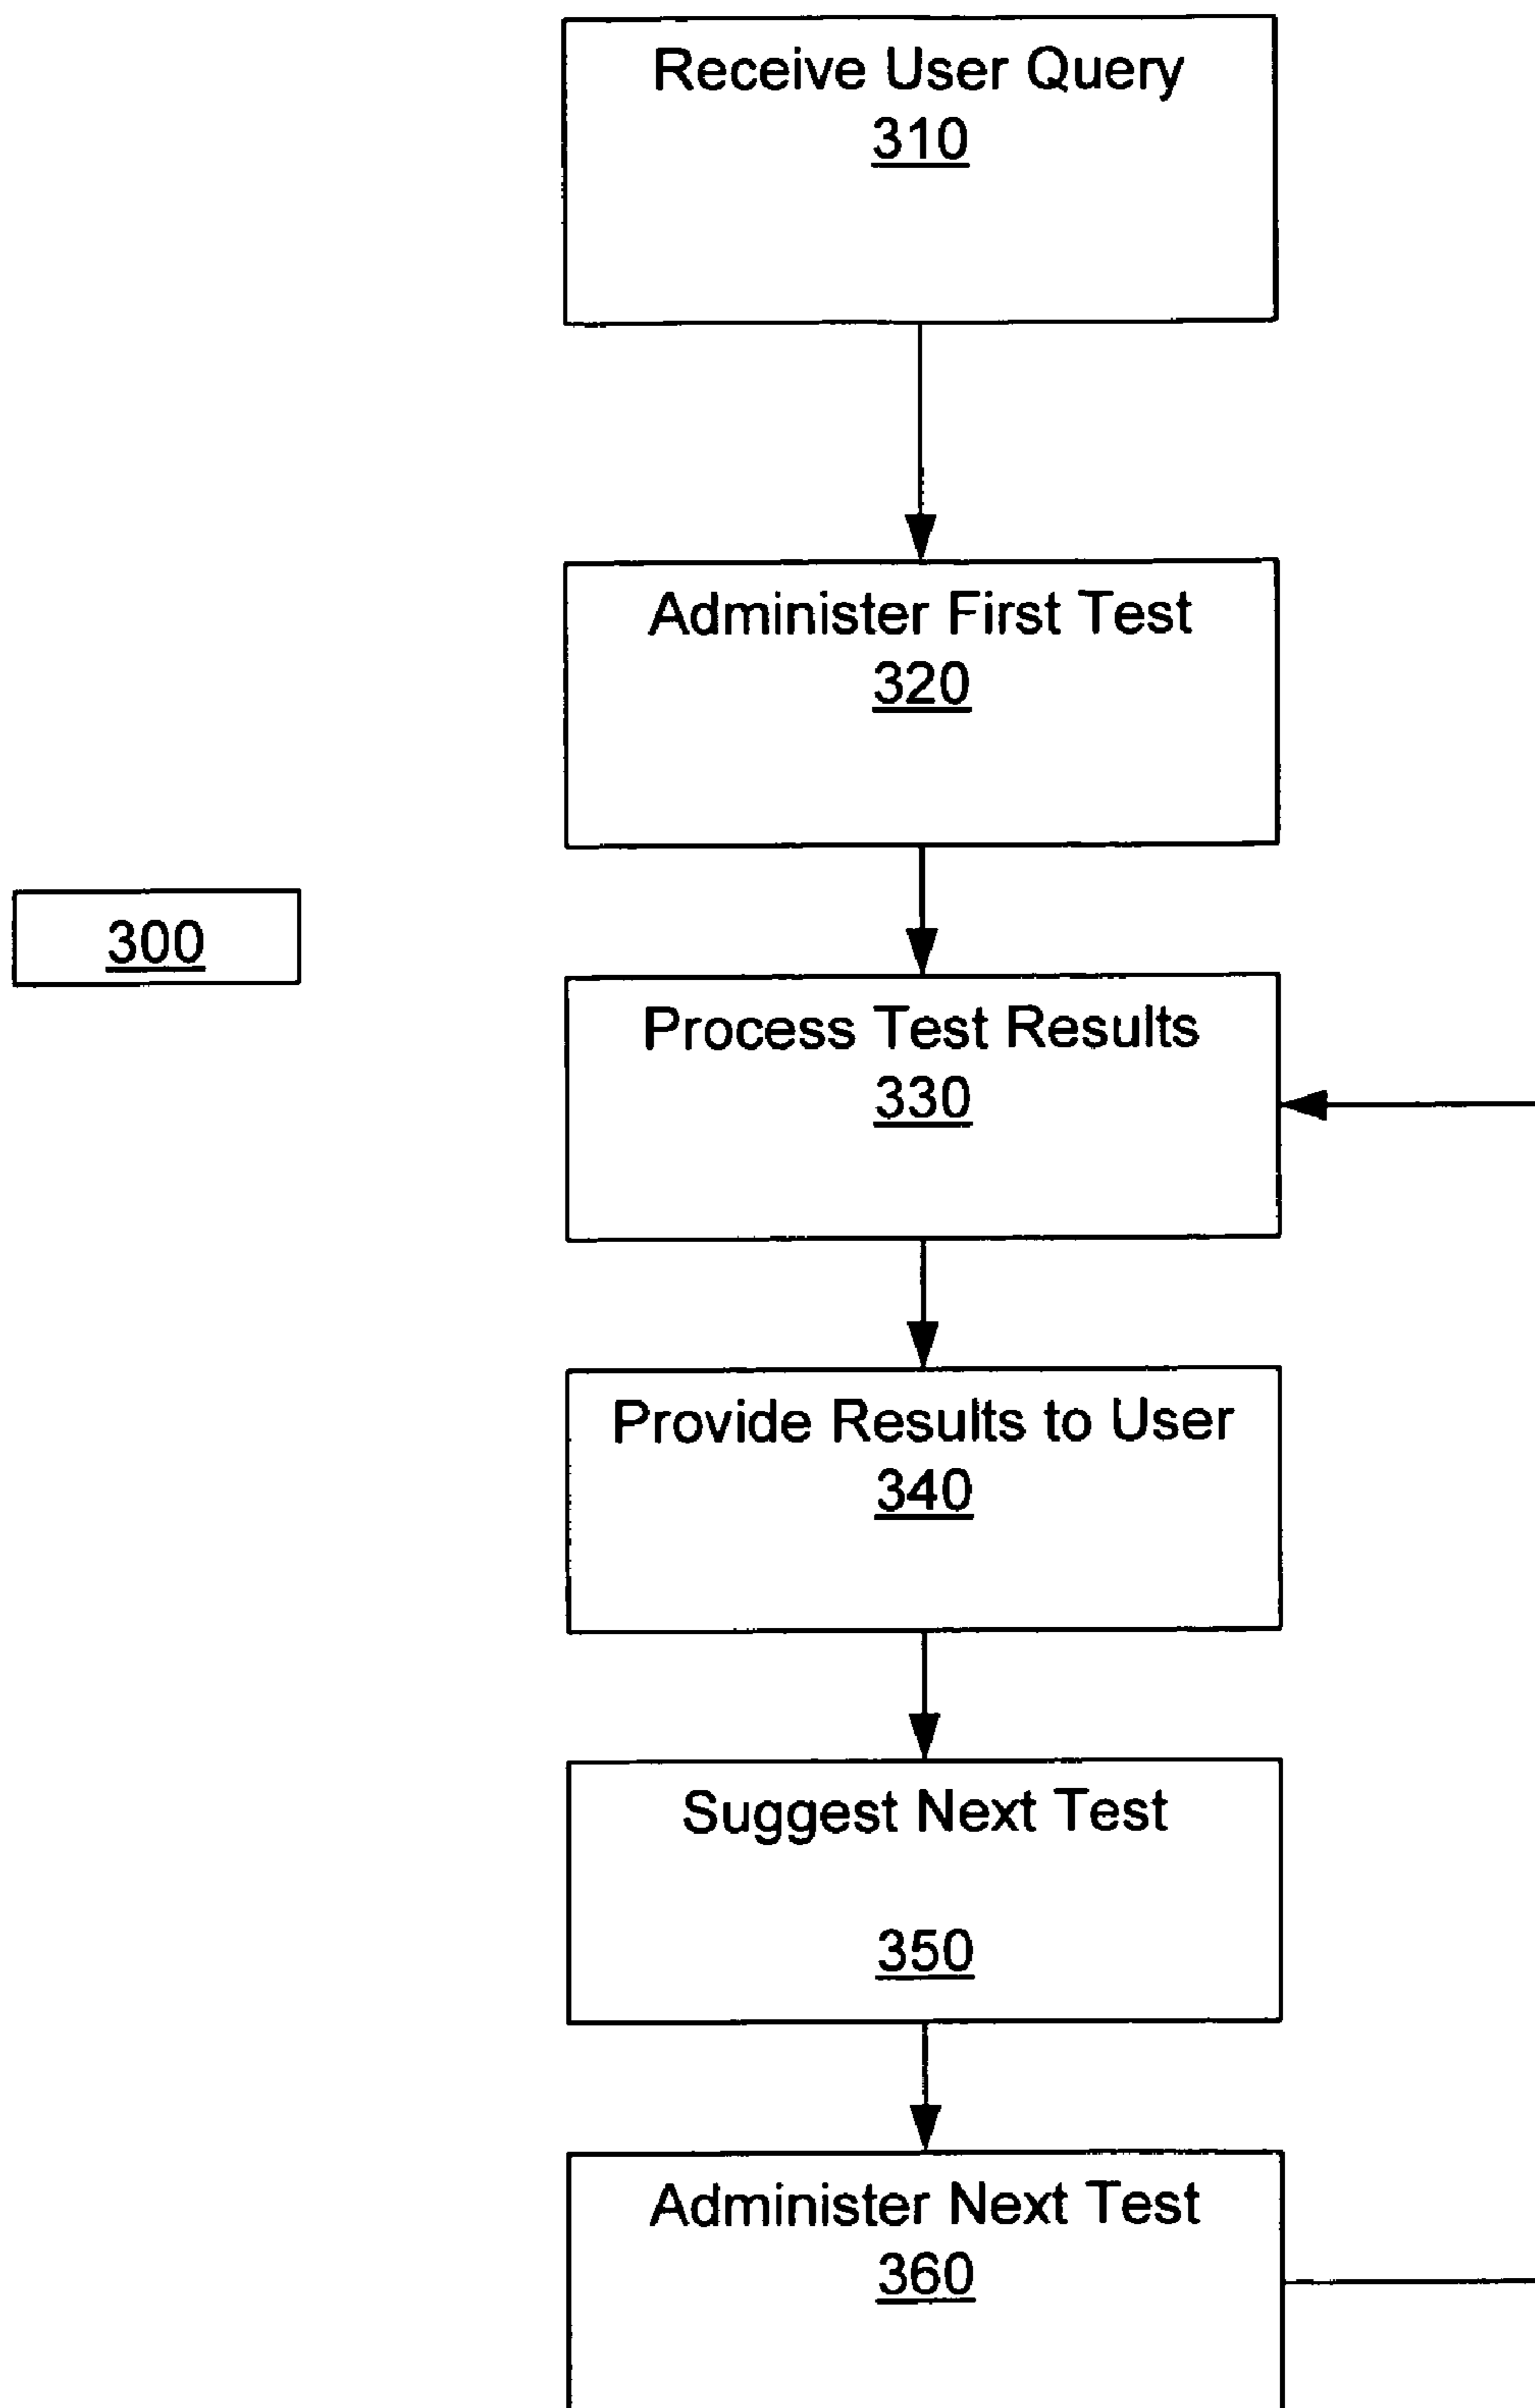 Receive User Query
310
Administer First Test
320
300
Process Test Results
330
Provide Results to User
340
Suggest Next Test
350
Administer Next Test
360